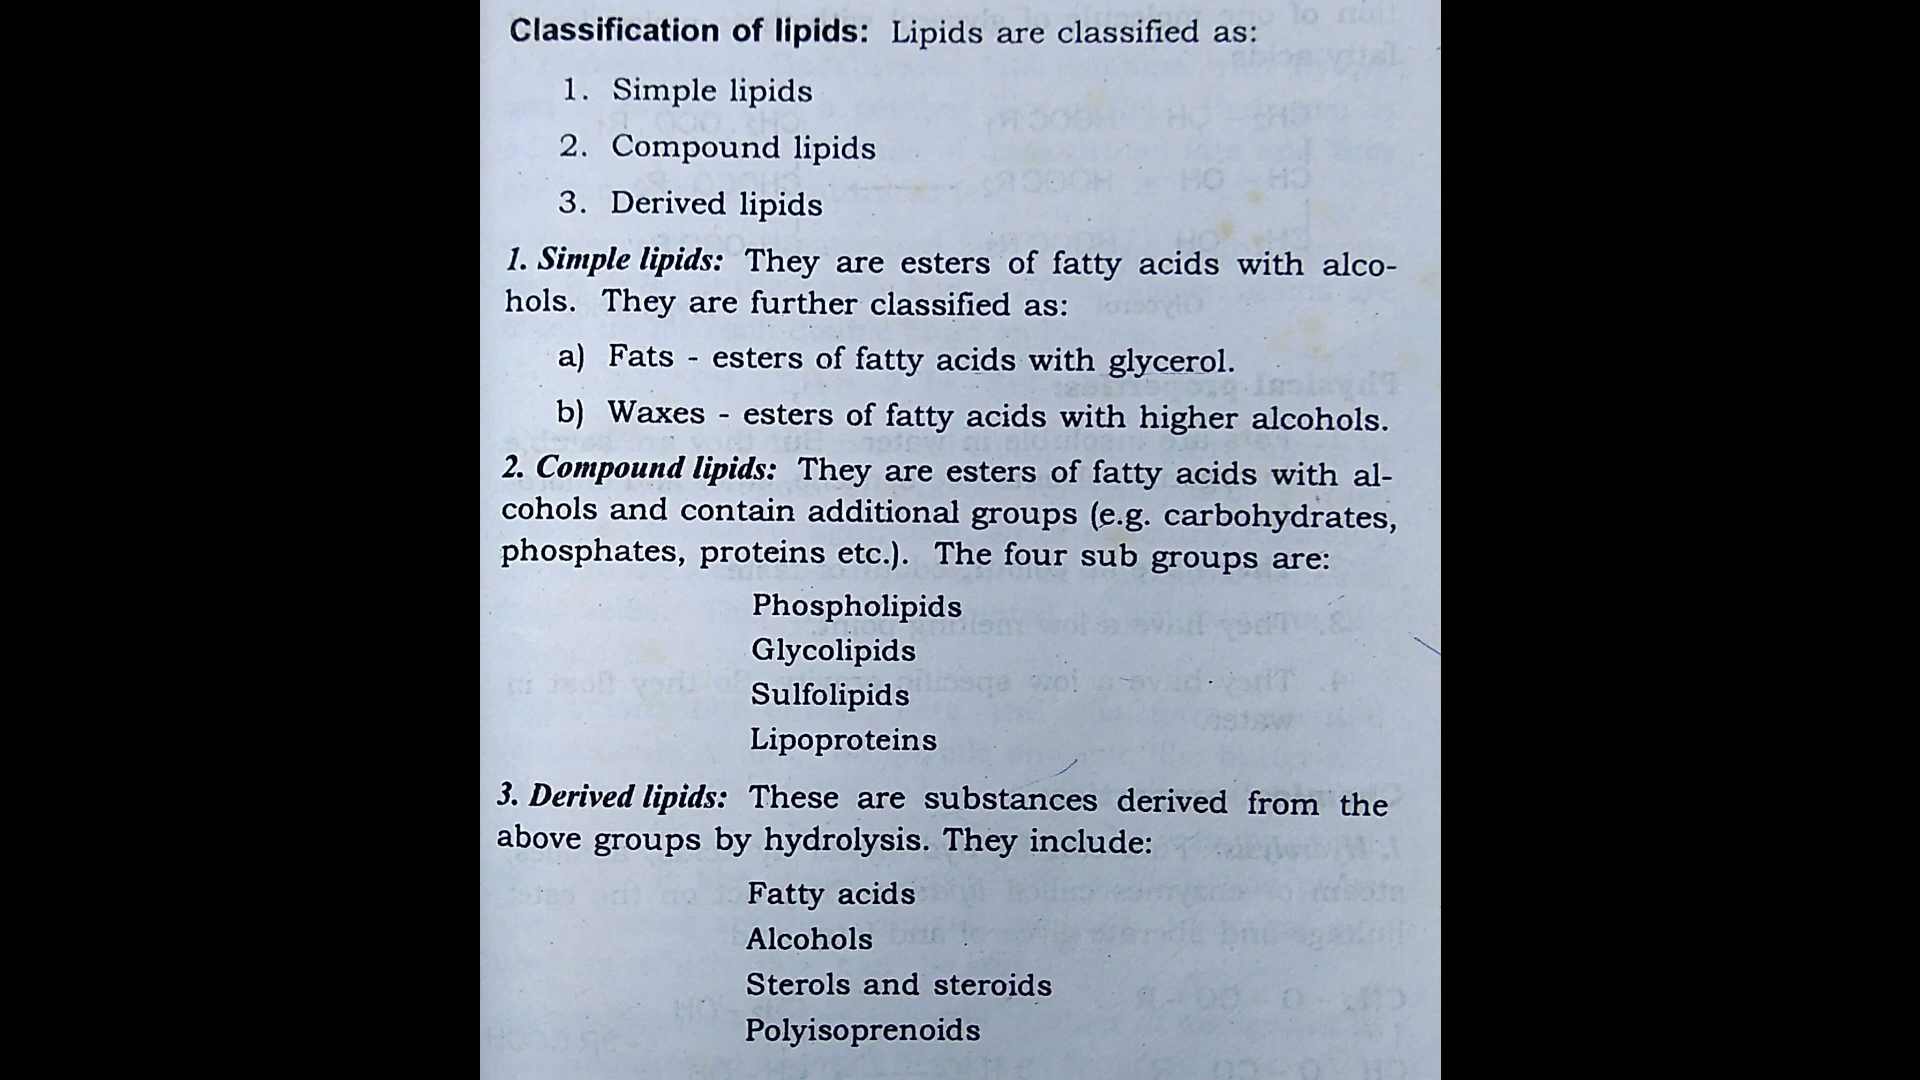 Classification of lipids: Lipids are classified as:
1. Simple lipids
2. Compound lipids
3. Derived lipids
1. Simple lipids: They are esters of fatty acids with alco-
hols. They are further classified as:
a) Fats - esters of fatty acids with glycerol.
b) Waxes - esters of fatty acids with higher alcohols.
2. Compound lipids: They are esters of fatty acids with al-
cohols and contain additional groups (e.g. carbohydrates,
phosphates, proteins etc.). The four sub groups are:
Phospholipids
Glycolipids
Sulfolipids
Lipoproteins
3. Derived lipids: These are substances derived from the
above groups by hydrolysis. They include:
Fatty acids
Alcohols
Sterols and steroids
Polyisoprenoids